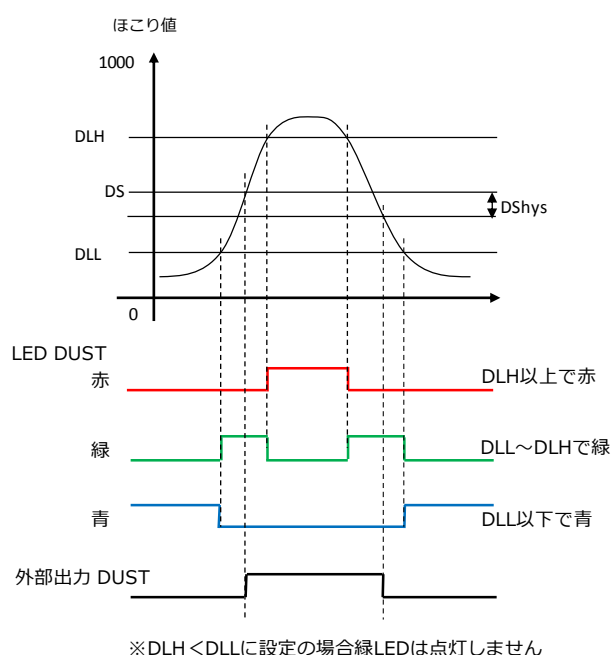 ほこり値
1000
DLH
DS
DShys
DLL
0
LED DUST
赤
DLH以上で赤
緑
DLL～DLHで緑
青
DLL以下で青
外部出力 DUST
※DLH＜DLLに設定の場合緑LEDは点灯しません